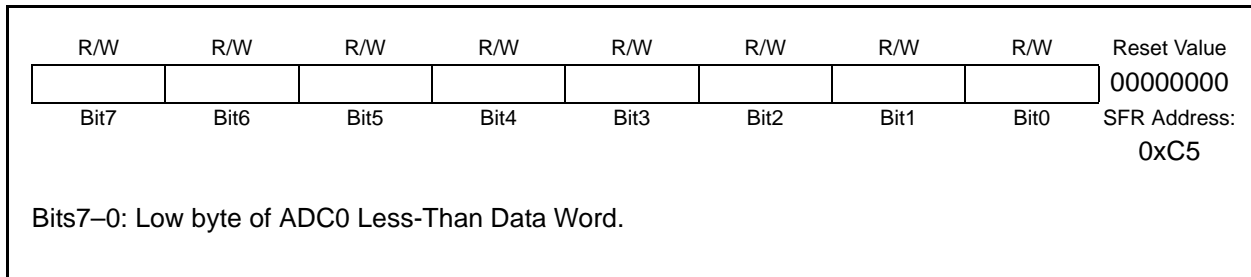 R/W R/W R/W R/W R/W R/W R/W R/W Reset Value
00000000
Bit7 Bit6 Bit5 Bit4 Bit3 Bit2 Bit1 Bit0 SFR Address:
0xC5
Bits7–0: Low byte of ADC0 Less-Than Data Word.